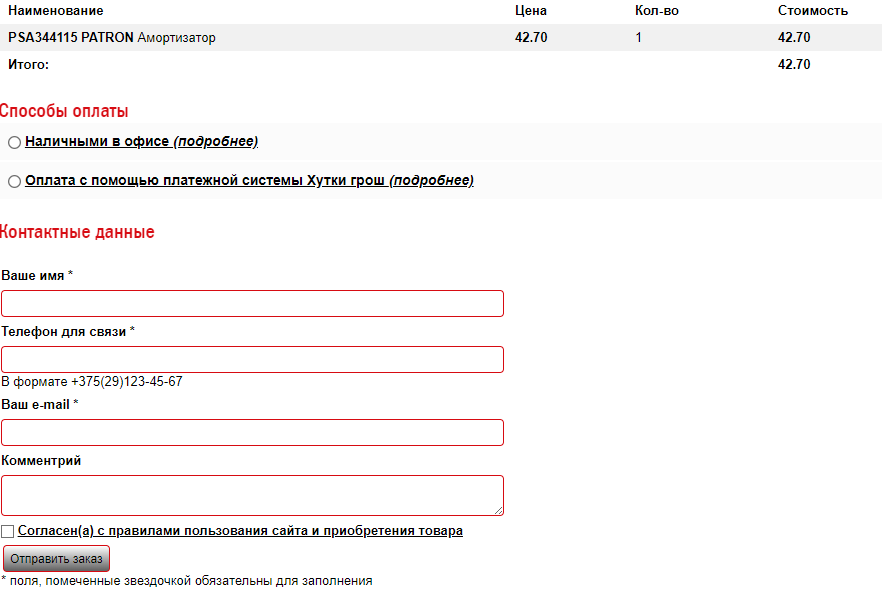 Наименование Цена Кол-во Стоимость
PSA344115 PATRON Амортизатор 42.70 1 42.70
Итого: 42.70
Способы оплаты
Наличными в офисе (подробнее)
Оплата с помощью платежной системы Хутки грош (подробнее)
Контактные данные
Ваше имя *
Телефон для связи *
В формате +375(29)123-45-67
Ваш e-mail *
Комментрий
Согласен(а) с правилами пользования сайта и приобретения товара
Отправить заказ
* поля, помеченные звездочкой обязательны для заполнения